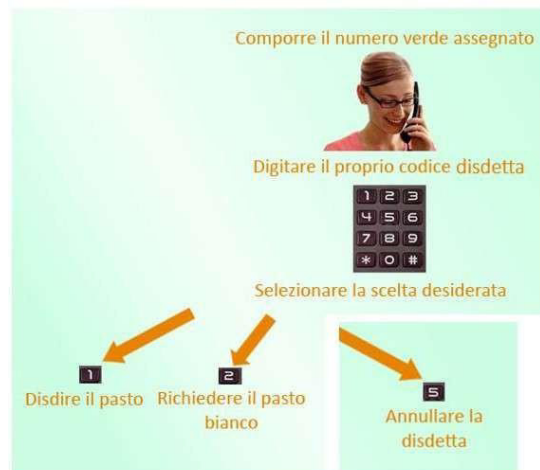 Comporre il numero verde assegnato
Digitare il proprio codice disdetta
1 2 3
4 5 6
7 8 9
* 0 #
Selezionare la scelta desiderata
1
Disdire il pasto
2
Richiedere il pasto
bianco
5
Annullare la
disdetta